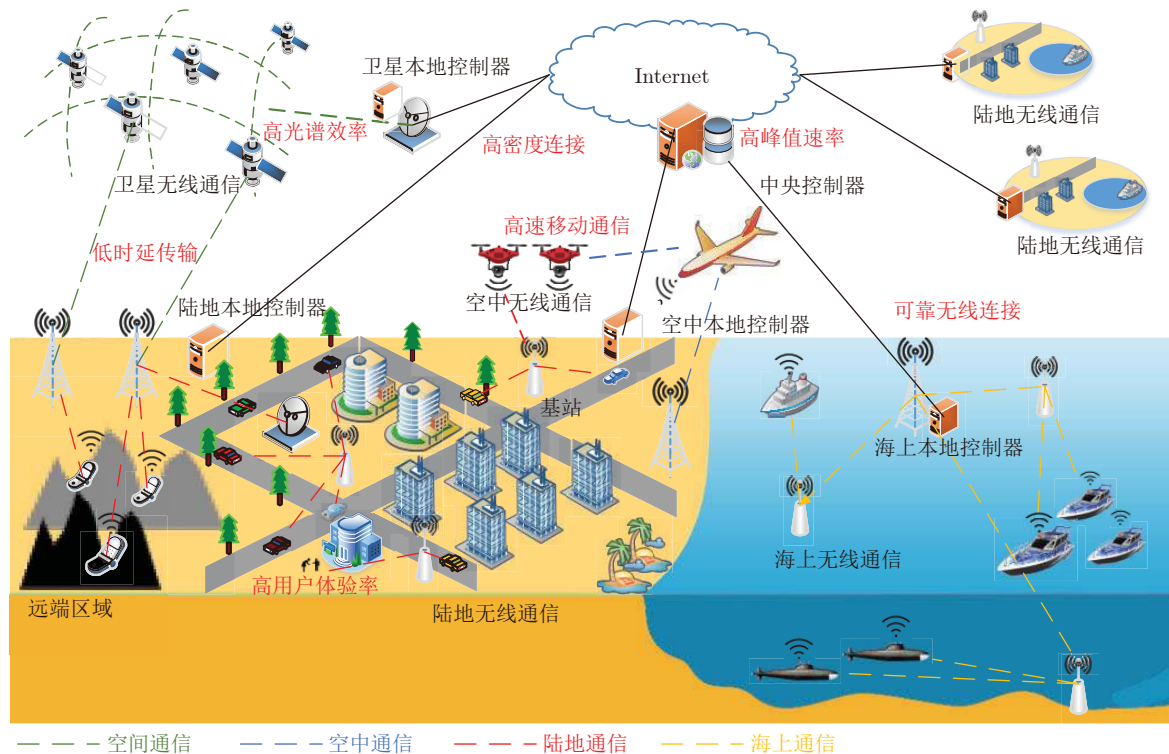 卫星本地控制器
Internet
高光谱效率
高密度连接
高峰值速率
陆地无线通信
卫星无线通信
中央控制器
陆地无线通信
低时延传输
高速移动通信
空中无线通信
陆地本地控制器
空中本地控制器
可靠无线连接
基站
海上本地控制器
海上无线通信
高用户体验率
远端区域
陆地无线通信
空间通信
空中通信
陆地通信
海上通信